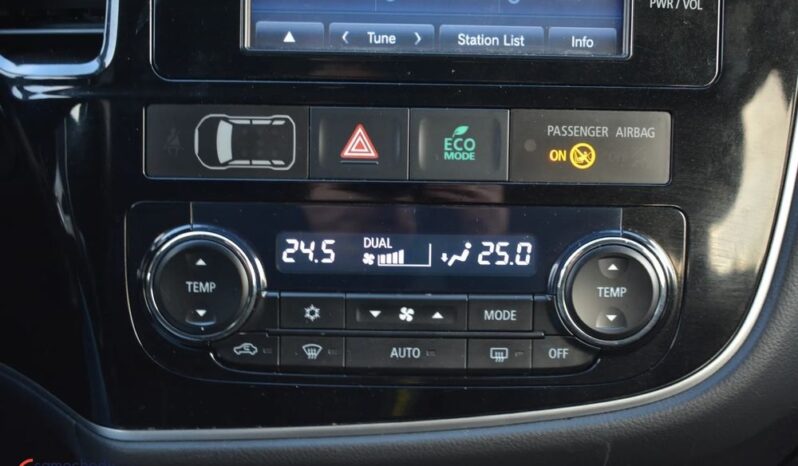 PWR / VOL
Tune Station List Info
ECO
MODE
PASSENGER AIRBAG
ON
24.5 DUAL 25.0
TEMP
TEMP
MODE
AUTO OFF